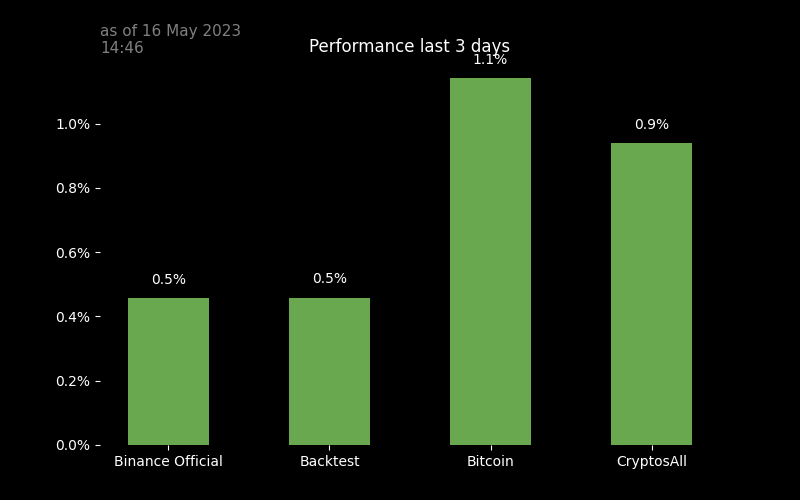 as of 16 May 2023
14:46
Performance last 3 days
1.1%
1.0%
0.9%
0.8%
0.6%
0.5%
0.5%
0.4%
0.2%
0.0%
Binance Official
Backtest
Bitcoin
CryptosAll